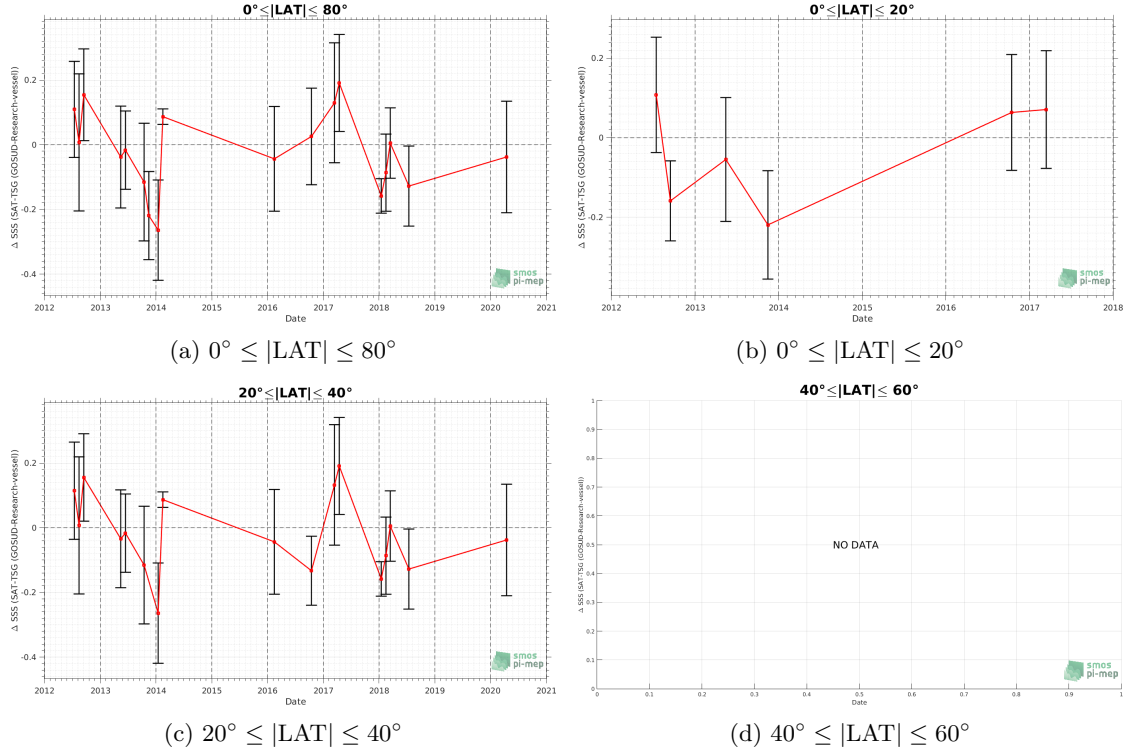 0°≤|LAT|≤ 80°
Δ SSS (SAT-TSG (GOSUD-Research-vessel))
0.2
0
-0.2
-0.4
2012 2013 2014 2015 2016 2017 2018 2019 2020 2021
Date
smos
pi-mep
(a) 0° ≤ |LAT| ≤ 80°
0°≤|LAT|≤ 20°
Δ SSS (SAT-TSG (GOSUD-Research-vessel))
0.2
0
-0.2
2012 2013 2014 2015 2016 2017 2018
Date
smos
pi-mep
(b) 0° ≤ |LAT| ≤ 20°
20°≤|LAT|≤ 40°
Δ SSS (SAT-TSG (GOSUD-Research-vessel))
0.2
0
-0.2
-0.4
2012 2013 2014 2015 2016 2017 2018 2019 2020 2021
Date
smos
pi-mep
(c) 20° ≤ |LAT| ≤ 40°
40°≤|LAT|≤ 60°
Δ SSS (SAT-TSG (GOSUD-Research-vessel))
1
0.9
0.8
0.7
0.6
0.5
0.4
0.3
0.2
0.1
0
NO DATA
0 0.1 0.2 0.3 0.4 0.5 0.6 0.7 0.8 0.9 1
Date
smos
pi-mep
(d) 40° ≤ |LAT| ≤ 60°